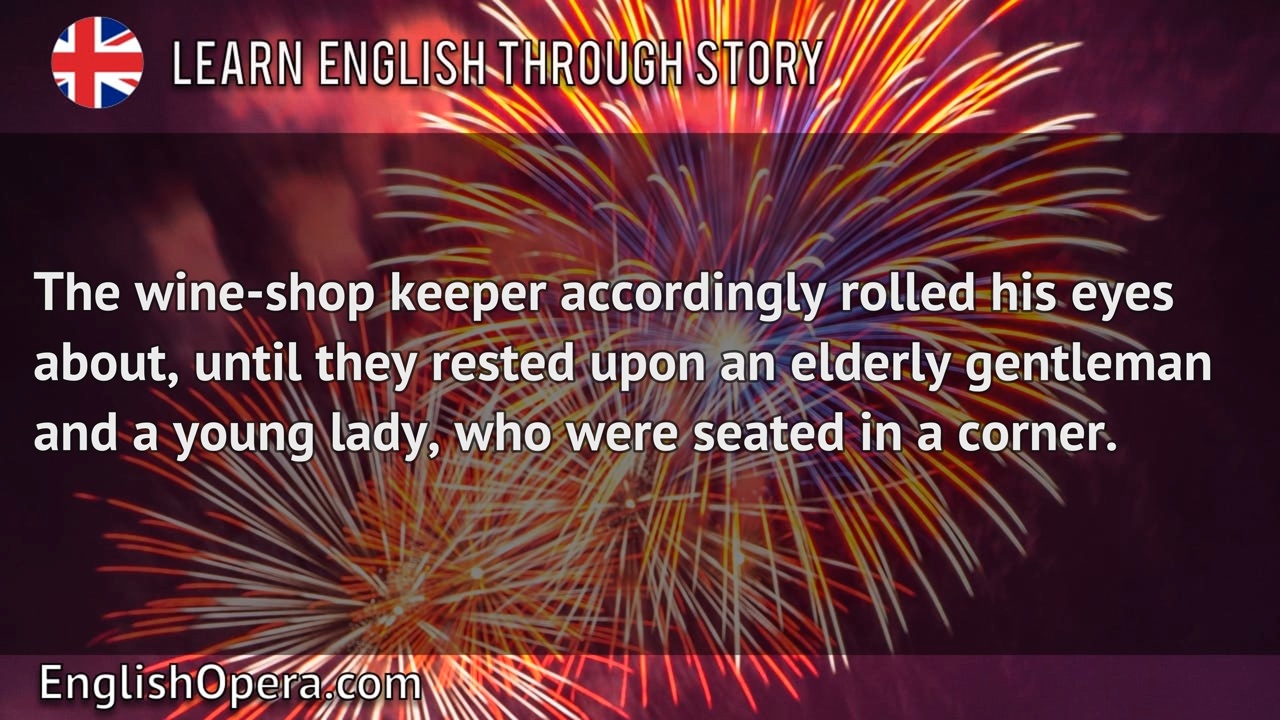 LEARN ENGLISH THROUGH STORY
The wine-shop keeper accordingly rolled his eyes
about, until they rested upon an elderly gentleman
and a young lady, who were seated in a corner.
EnglishOpera.com